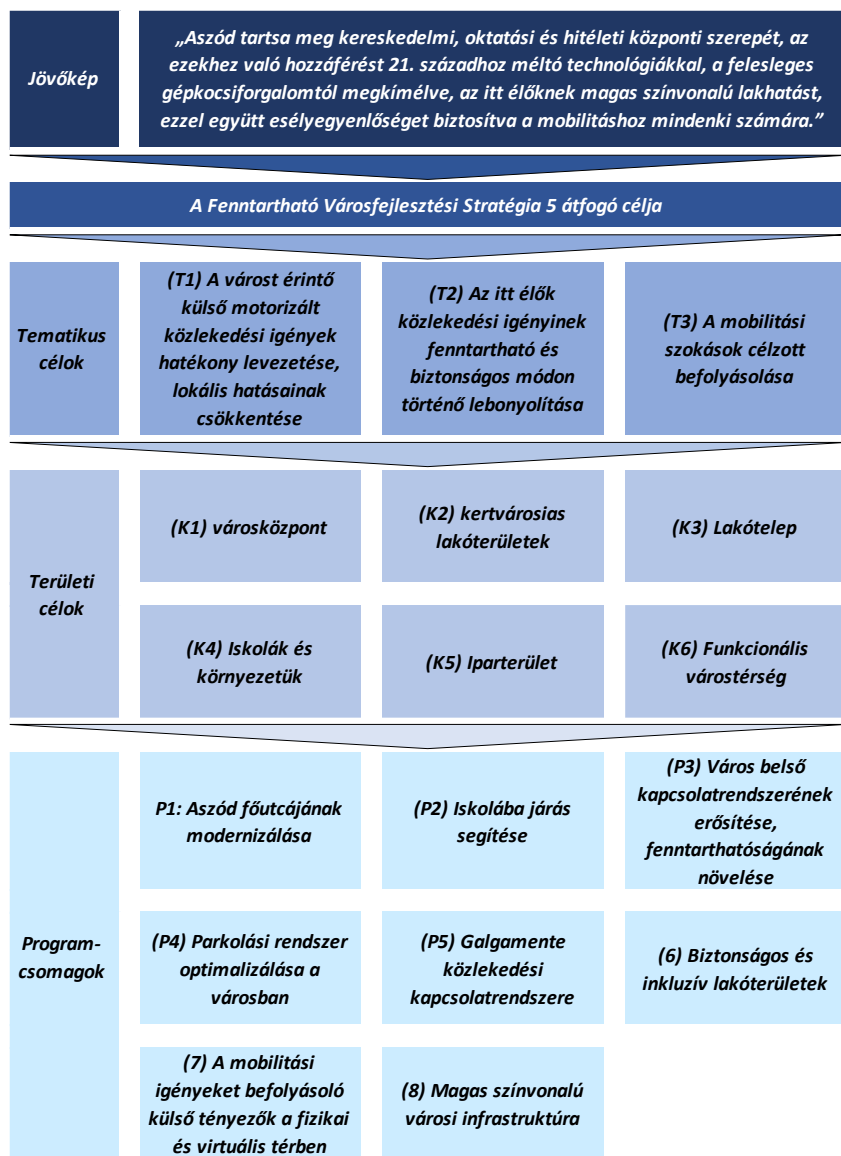 Jövőkép
„Aszód tartsa meg kereskedelmi, oktatási és hitéleti központi szerepét, az
ezekhez való hozzáférést 21. századhoz méltó technológiákkal, a felesleges
gépkocsiforgalomtól megkímélve, az itt élőknek magas színvonalú lakhatást,
ezzel együtt esélyegyenlőséget biztosítva a mobilitáshoz mindenki számára.”
A Fenntartható Városfejlesztési Stratégia 5 átfogó célja
Tematikus
célok
(T1) A várost érintő
külső motorizált
közlekedési igények
hatékony levezetése,
lokális hatásainak
csökkentése
(T2) Az itt élők
közlekedési igényinek
fenntartható és
biztonságos módon
történő lebonyolítása
(T3) A mobilitási
szokások célzott
befolyásolása
Területi
célok
(K1) városközpont
(K2) kertvárosias
lakóterületek
(K3) Lakótelep
(K4) Iskolák és
környezetük
(K5) Iparterület
(K6) Funkcionális
várostérség
Program-
csomagok
P1: Aszód főutcájának
modernizálása
(P2) Iskolába járás
segítése
(P3) Város belső
kapcsolatrendszerének
erősítése,
fenntarthatóságának
növelése
(P4) Parkolási rendszer
optimalizálása a
városban
(P5) Galgamente
közlekedési
kapcsolatrendszere
(6) Biztonságos és
inkluzív lakóterületek
(7) A mobilitási
igényeket befolyásoló
külső tényezők a fizikai
és virtuális térben
(8) Magas színvonalú
városi infrastruktúra